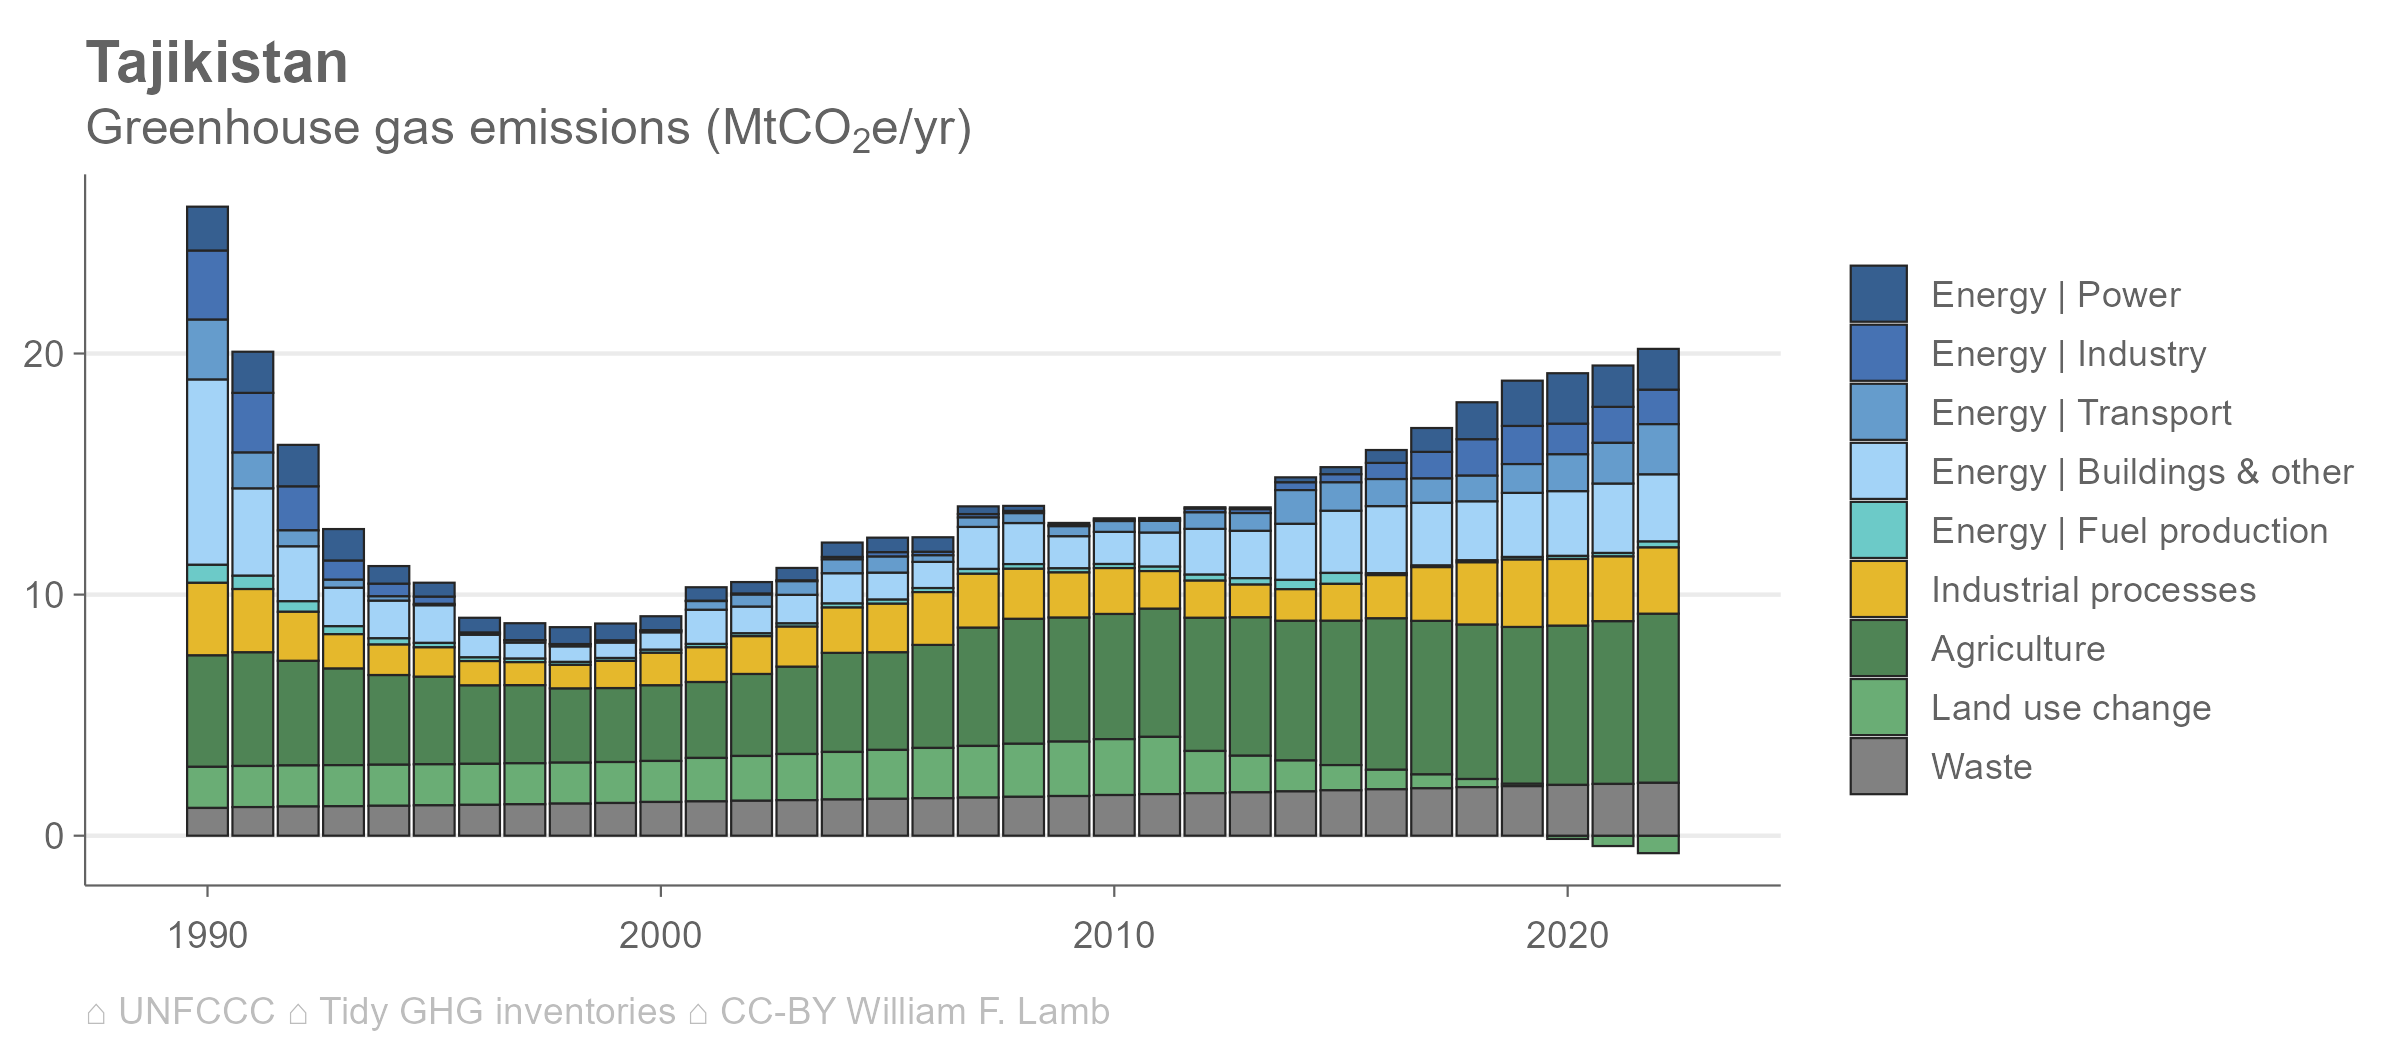 Tajikistan
Greenhouse gas emissions (MtCO₂e/yr)
20
10
0
1990
2000
2010
2020
Energy | Power
Energy | Industry
Energy | Transport
Energy | Buildings & other
Energy | Fuel production
Industrial processes
Agriculture
Land use change
Waste
⌂ UNFCCC ⌂ Tidy GHG inventories ⌂ CC-BY William F. Lamb